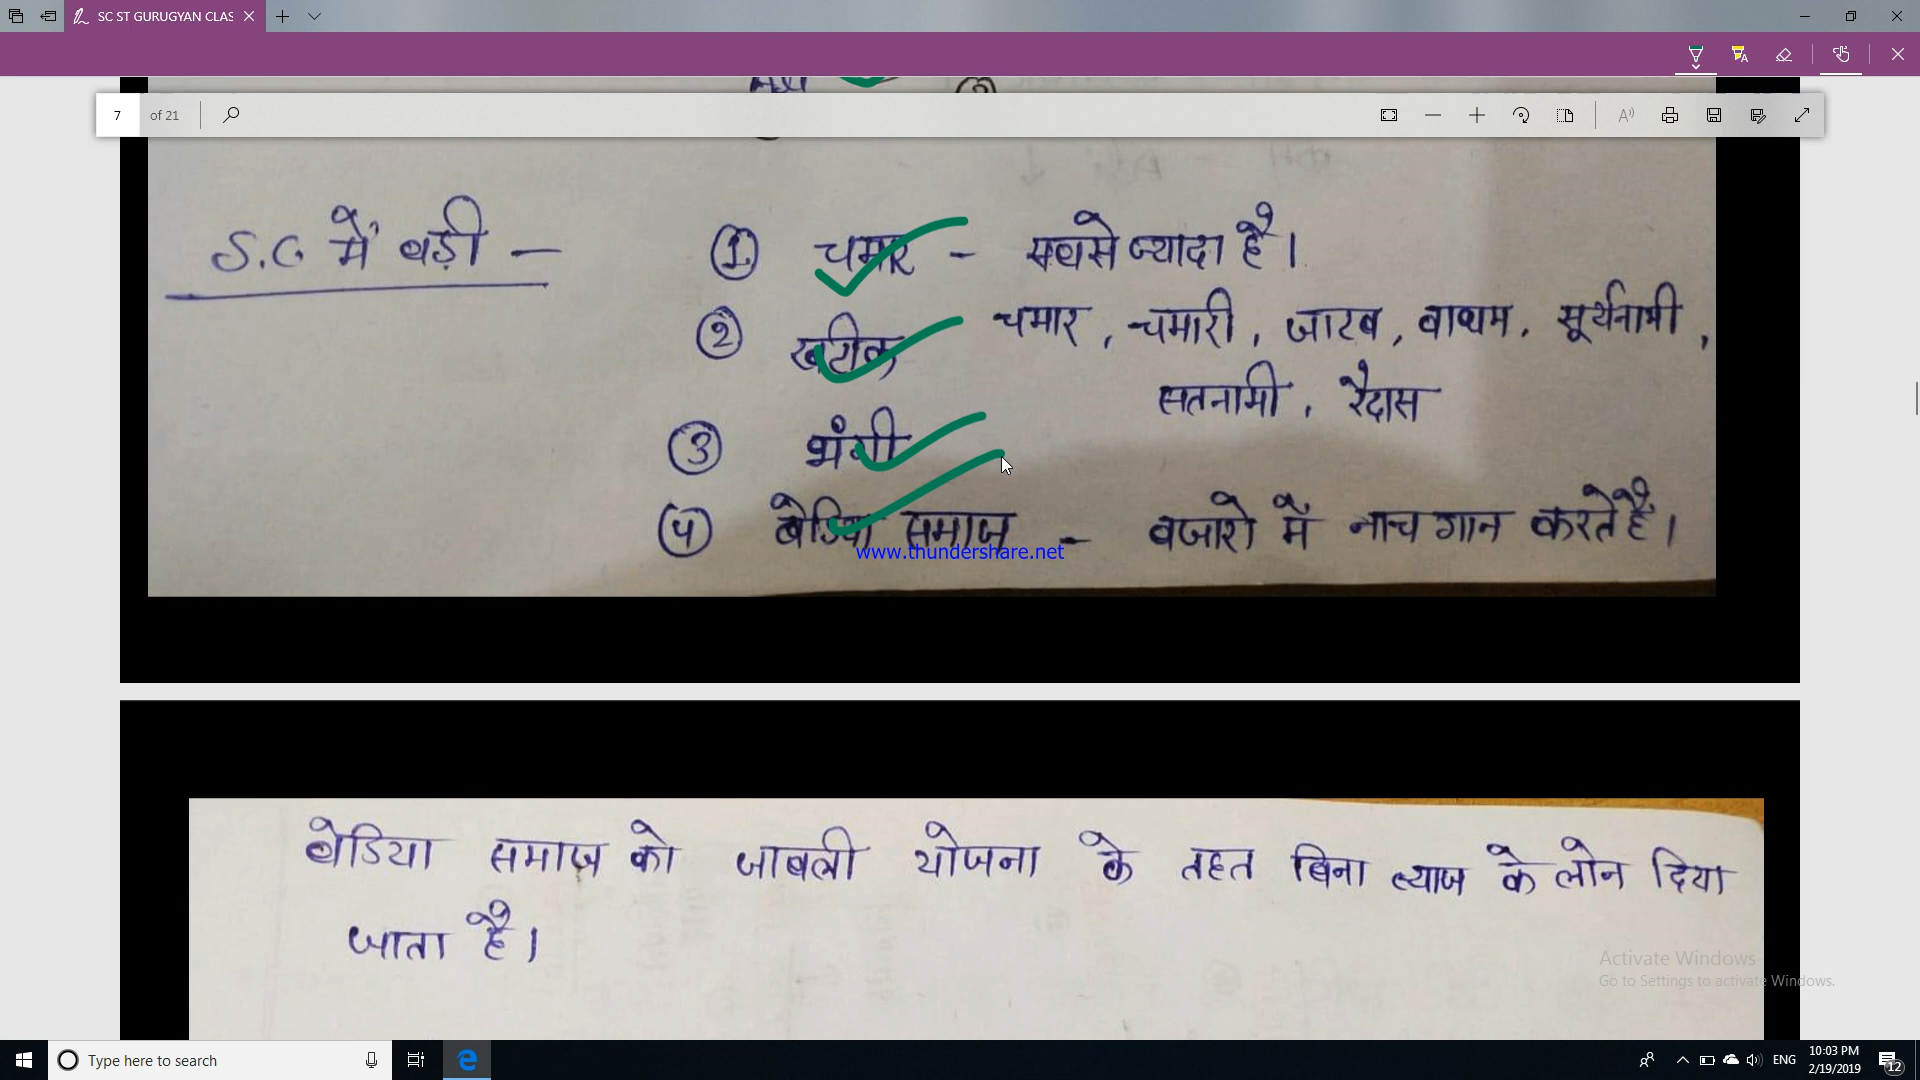 SC ST GURUGYAN CLAS
7 of 21
S.C. में बड़ी –
① चमार – सबसे ज्यादा है।
② खटीक चमार, चमारी, जाटव, बाथम, सूर्यनामी,
सतनामी, रैदास
③ भंगी
④ बेडिया समाज – बजारो में नाच गान करते हैं।
www.thundershare.net
बेडिया समाज को जाबली योजना के तहत बिना ब्याज के लोन दिया
जाता है।
Activate Windows
Go to Settings to activate Windows.
Type here to search
ENG
10:03 PM
2/19/2019
12